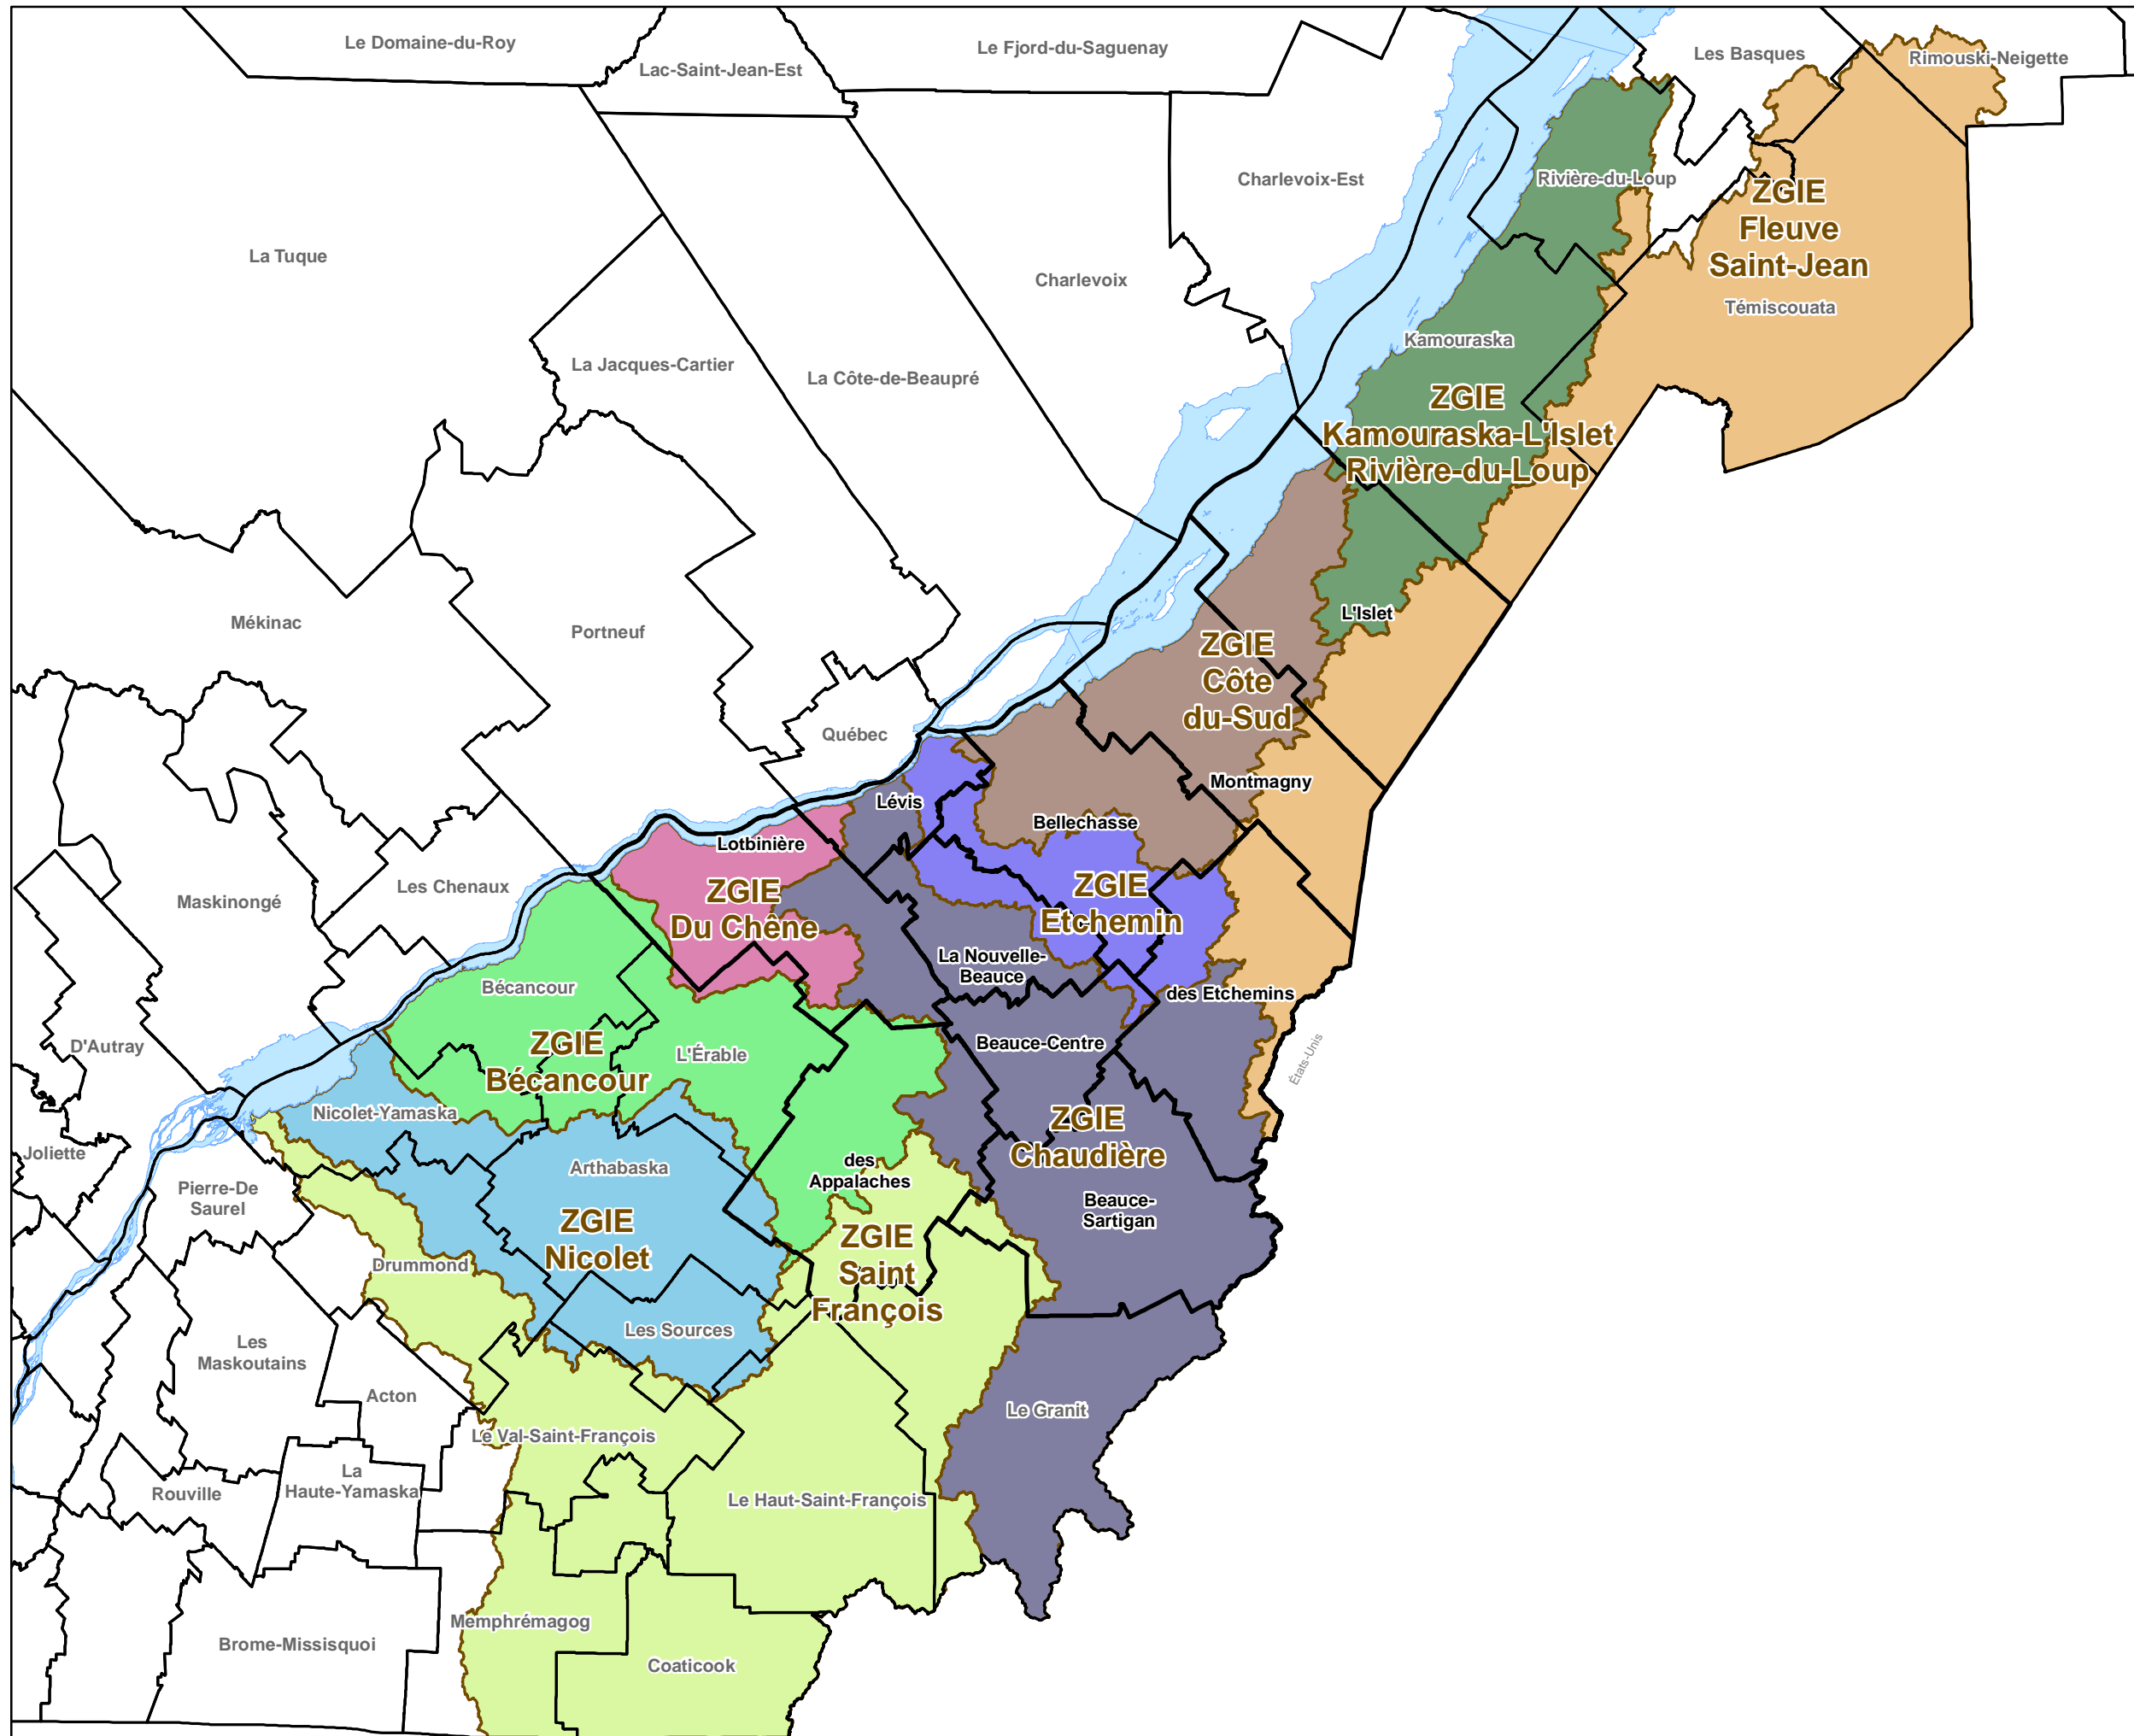 Le Domaine-du-Roy
Lac-Saint-Jean-Est
Le Fjord-du-Saguenay
Les Basques
Rimouski-Neigette
Charlevoix-Est
Rivière-du-Loup
ZGIE
Fleuve
Saint-Jean
Témiscouata
La Tuque
Charlevoix
La Jacques-Cartier
La Côte-de-Beaupré
Kamouraska
ZGIE
Kamouraska-L'Islet
Rivière-du-Loup
L'Islet
Mékinac
Portneuf
ZGIE
Côte
du-Sud
Québec
Montmagny
Lévis
Bellechasse
Lotbinière
Les Chenaux
Maskinongé
ZGIE
Du Chêne
ZGIE
Etchemin
La Nouvelle-
Beauce
des Etchemins
Bécancour
D'Autray
ZGIE
Bécancour
L'Érable
Beauce-Centre
États-Unis
Nicolet-Yamaska
ZGIE
Chaudière
Joliette
Arthabaska
des
Appalaches
Pierre-De
Saurel
Beauce-
Sartigan
ZGIE
Nicolet
ZGIE
Saint
François
Drummond
Les Sources
Les
Maskoutains
Acton
Le Granit
Le Val-Saint-François
La
Haute-Yamaska
Rouville
Le Haut-Saint-François
Memphrémagog
Brome-Missisquoi
Coaticook